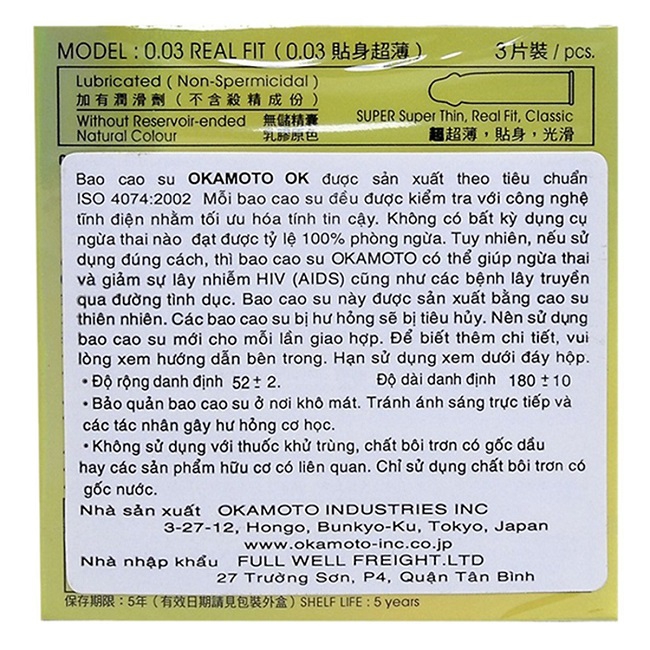 MODEL : 0.03 REAL FIT ( 0.03 貼身超薄 ) 3片裝 / pcs.
Lubricated ( Non-Spermicidal )
加有潤滑劑 ( 不含殺精成份 )
Without Reservoir-ended 無儲精囊 SUPER Super Thin, Real Fit, Classic
Natural Colour 乳膠原色 超超薄，貼身，光滑
Bao cao su OKAMOTO OK được sản xuất theo tiêu chuẩn
ISO 4074:2002 Mỗi bao cao su đều được kiểm tra với công nghệ
tĩnh điện nhằm tối ưu hóa tính tin cậy. Không có bất kỳ dụng cụ
ngừa thai nào đạt được tỷ lệ 100% phòng ngừa. Tuy nhiên, nếu sử
dụng đúng cách, thì bao cao su OKAMOTO có thể giúp ngừa thai
và giảm sự lây nhiễm HIV (AIDS) cũng như các bệnh lây truyền
qua đường tình dục. Bao cao su này được sản xuất bằng cao su
thiên nhiên. Các bao cao su bị hư hỏng sẽ bị tiêu hủy. Nên sử dụng
bao cao su mới cho mỗi lần giao hợp. Để biết thêm chi tiết, vui
lòng xem hướng dẫn bên trong. Hạn sử dụng xem dưới đáy hộp.
• Độ rộng danh định 52 ± 2. Độ dài danh định 180 ± 10
• Bảo quản bao cao su ở nơi khô mát. Tránh ánh sáng trực tiếp và
các tác nhân gây hư hỏng cơ học.
• Không sử dụng với thuốc khử trùng, chất bôi trơn có gốc dầu
hay các sản phẩm hữu cơ có liên quan. Chỉ sử dụng chất bôi trơn có
gốc nước.
Nhà sản xuất OKAMOTO INDUSTRIES INC
3-27-12, Hongo, Bunkyo-Ku, Tokyo, Japan
www.okamoto-inc.co.jp
Nhà nhập khẩu FULL WELL FREIGHT.LTD
27 Trường Sơn, P4, Quận Tân Bình
保存期限 : 5年 ( 有效日期請見包裝外盒 ) SHELF LIFE : 5 years